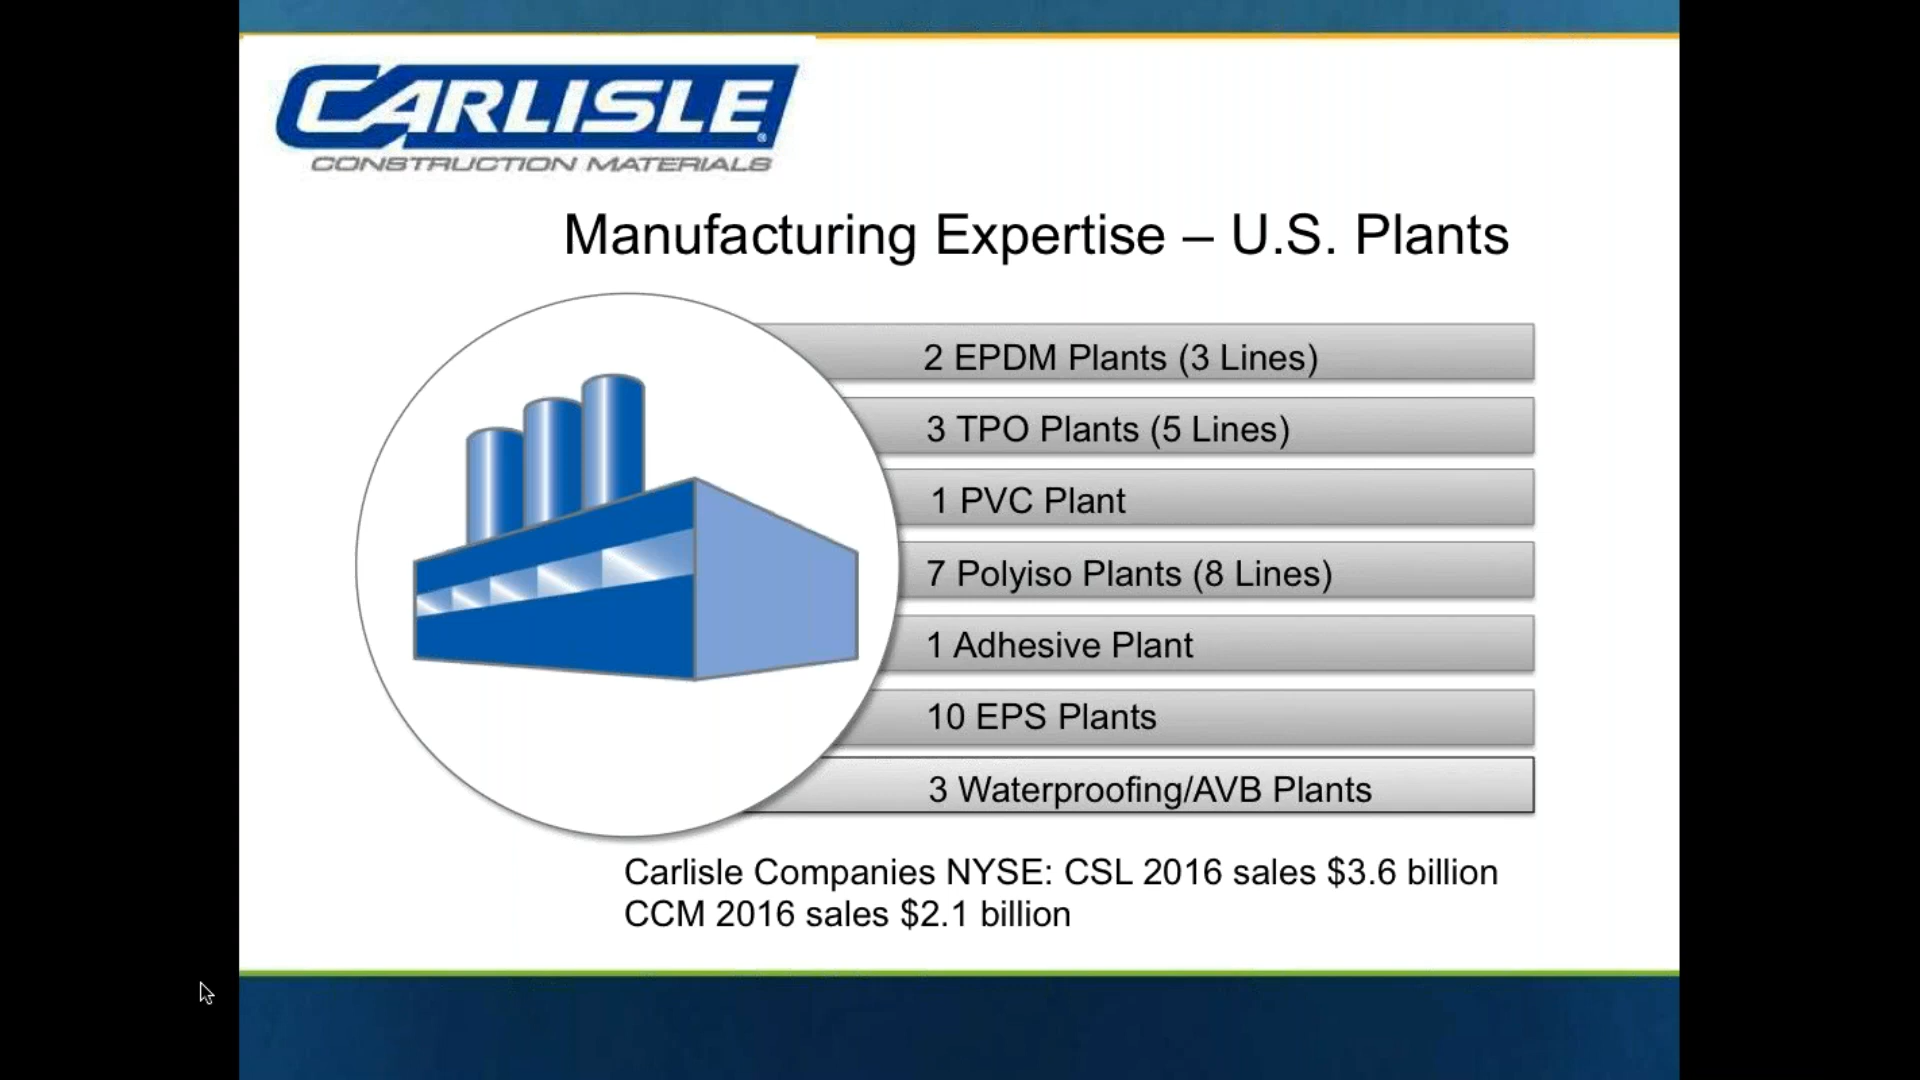 CARLISLE®
CONSTRUCTION MATERIALS
Manufacturing Expertise – U.S. Plants
2 EPDM Plants (3 Lines)
3 TPO Plants (5 Lines)
1 PVC Plant
7 Polyiso Plants (8 Lines)
1 Adhesive Plant
10 EPS Plants
3 Waterproofing/AVB Plants
Carlisle Companies NYSE: CSL 2016 sales $3.6 billion
CCM 2016 sales $2.1 billion